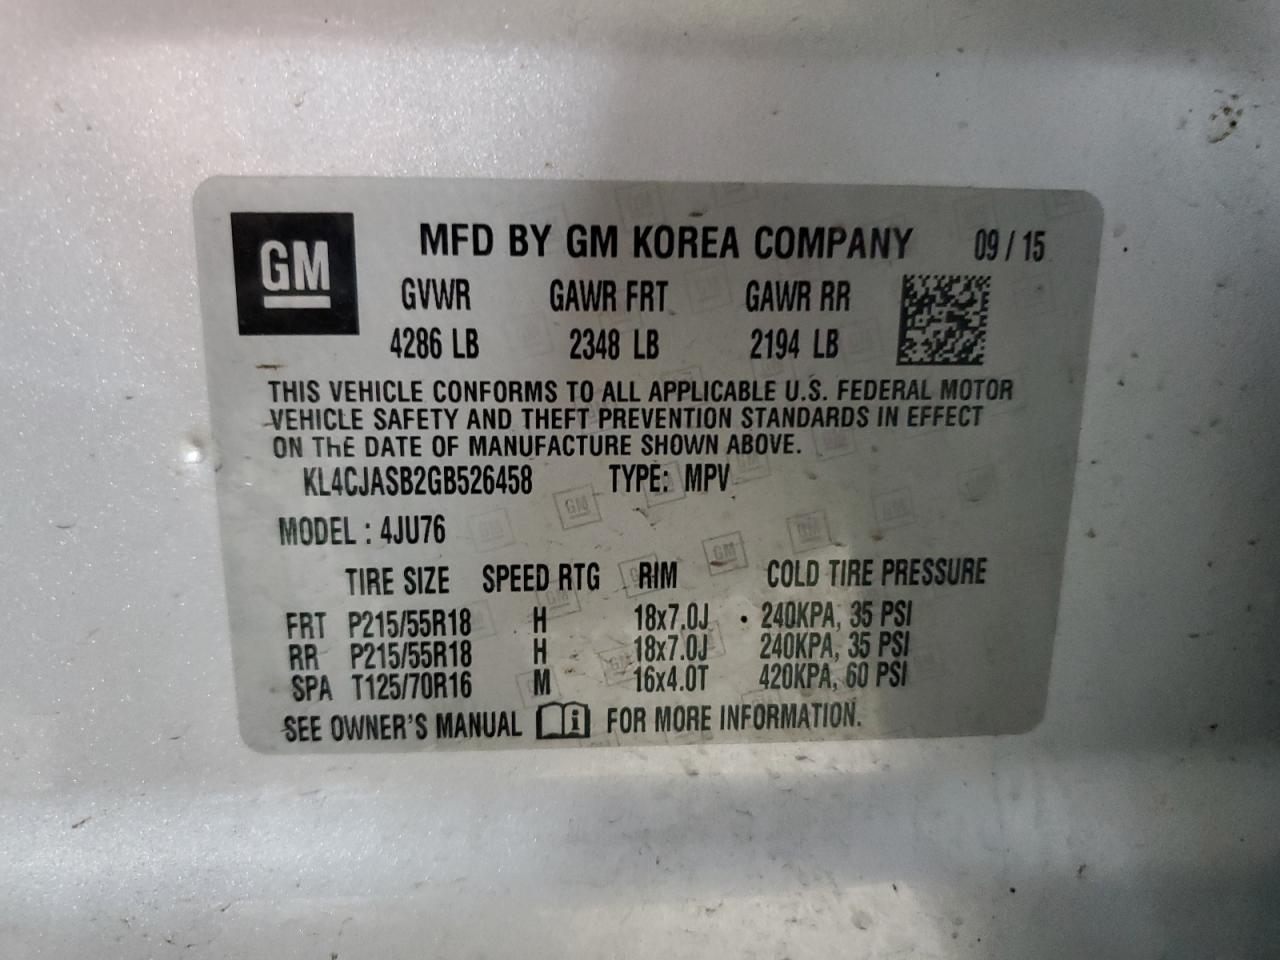 GM
MFD BY GM KOREA COMPANY 09 / 15
GVWR GAWR FRT GAWR RR
4286 LB 2348 LB 2194 LB
THIS VEHICLE CONFORMS TO ALL APPLICABLE U.S. FEDERAL MOTOR
VEHICLE SAFETY AND THEFT PREVENTION STANDARDS IN EFFECT
ON THE DATE OF MANUFACTURE SHOWN ABOVE.
KL4CJASB2GB526458 TYPE: MPV
MODEL : 4JU76
TIRE SIZE SPEED RTG RIM COLD TIRE PRESSURE
FRT P215/55R18 H 18x7.0J 240KPA, 35 PSI
RR P215/55R18 H 18x7.0J 240KPA, 35 PSI
SPA T125/70R16 M 16x4.0T 420KPA, 60 PSI
SEE OWNER'S MANUAL FOR MORE INFORMATION.